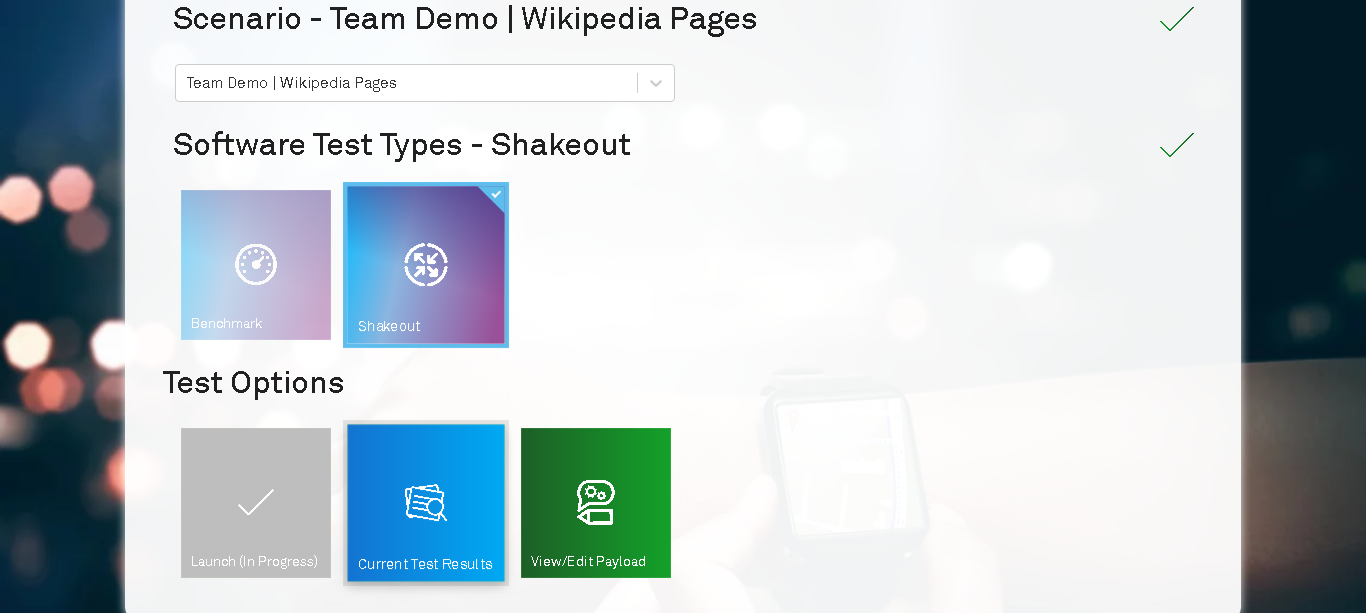 Scenario - Team Demo | Wikipedia Pages
Team Demo | Wikipedia Pages
Software Test Types - Shakeout
Benchmark
Shakeout
Test Options
Launch (In Progress)
Current Test Results
View/Edit Payload